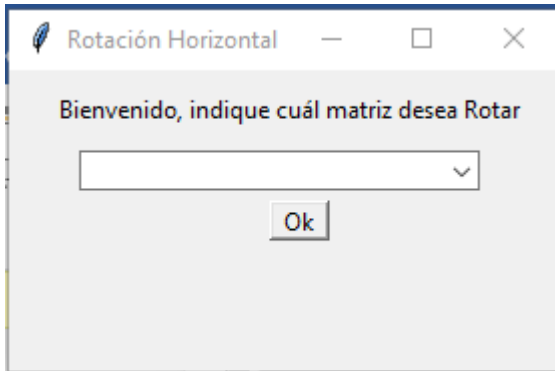 Rotación Horizontal
Bienvenido, indique cuál matriz desea Rotar
Ok